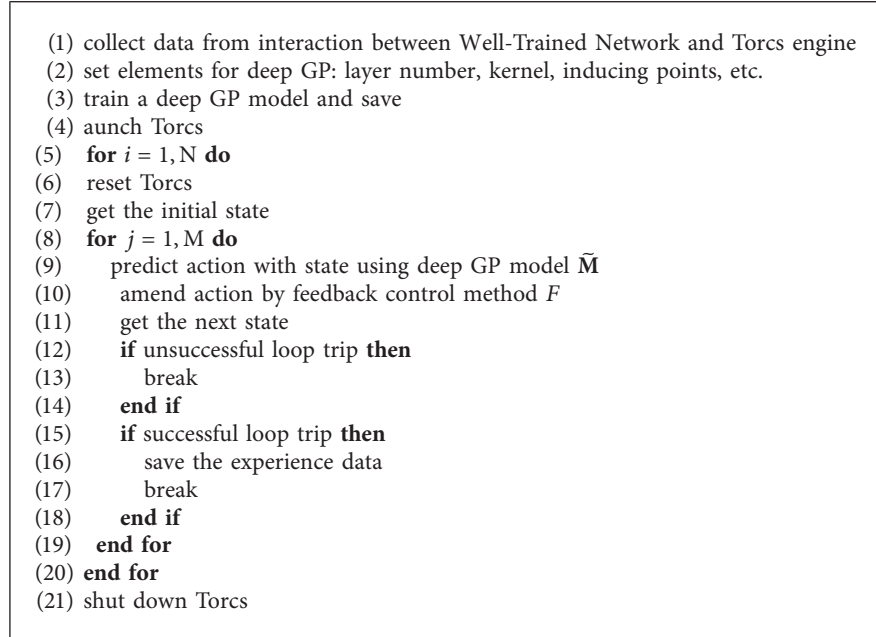 (1) collect data from interaction between Well-Trained Network and Torcs engine
(2) set elements for deep GP: layer number, kernel, inducing points, etc.
(3) train a deep GP model and save
(4) aunch Torcs
(5) for i = 1, N do
(6) reset Torcs
(7) get the initial state
(8) for j = 1, M do
(9) predict action with state using deep GP model M̃
(10) amend action by feedback control method F
(11) get the next state
(12) if unsuccessful loop trip then
(13) break
(14) end if
(15) if successful loop trip then
(16) save the experience data
(17) break
(18) end if
(19) end for
(20) end for
(21) shut down Torcs